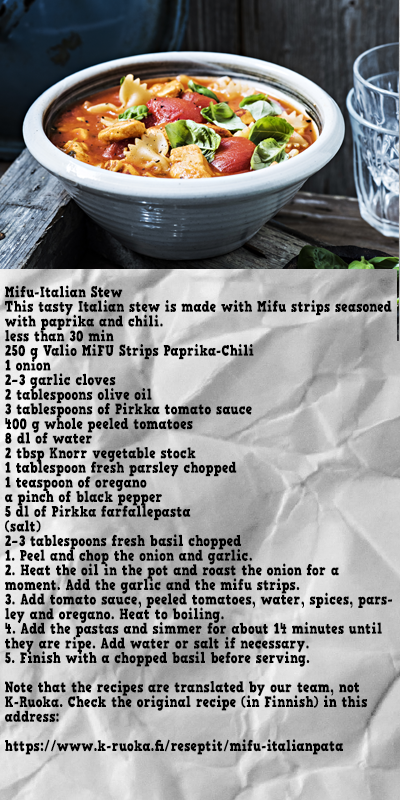 Mifu-Italian Stew
This tasty Italian stew is made with Mifu strips seasoned
with paprika and chili.
less than 30 min
250 g Valio MiFU Strips Paprika-Chili
1 onion
2-3 garlic cloves
2 tablespoons olive oil
3 tablespoons of Pirkka tomato sauce
400 g whole peeled tomatoes
8 dl of water
2 tbsp Knorr vegetable stock
1 tablespoon fresh parsley chopped
1 teaspoon of oregano
a pinch of black pepper
5 dl of Pirkka farfallepasta
(salt)
2-3 tablespoons fresh basil chopped
1. Peel and chop the onion and garlic.
2. Heat the oil in the pot and roast the onion for a
moment. Add the garlic and the mifu strips.
3. Add tomato sauce, peeled tomatoes, water, spices, pars-
ley and oregano. Heat to boiling.
4. Add the pastas and simmer for about 14 minutes until
they are ripe. Add water or salt if necessary.
5. Finish with a chopped basil before serving.
Note that the recipes are translated by our team, not
K-Ruoka. Check the original recipe (in Finnish) in this
address:
https://www.k-ruoka.fi/reseptit/mifu-italianpata